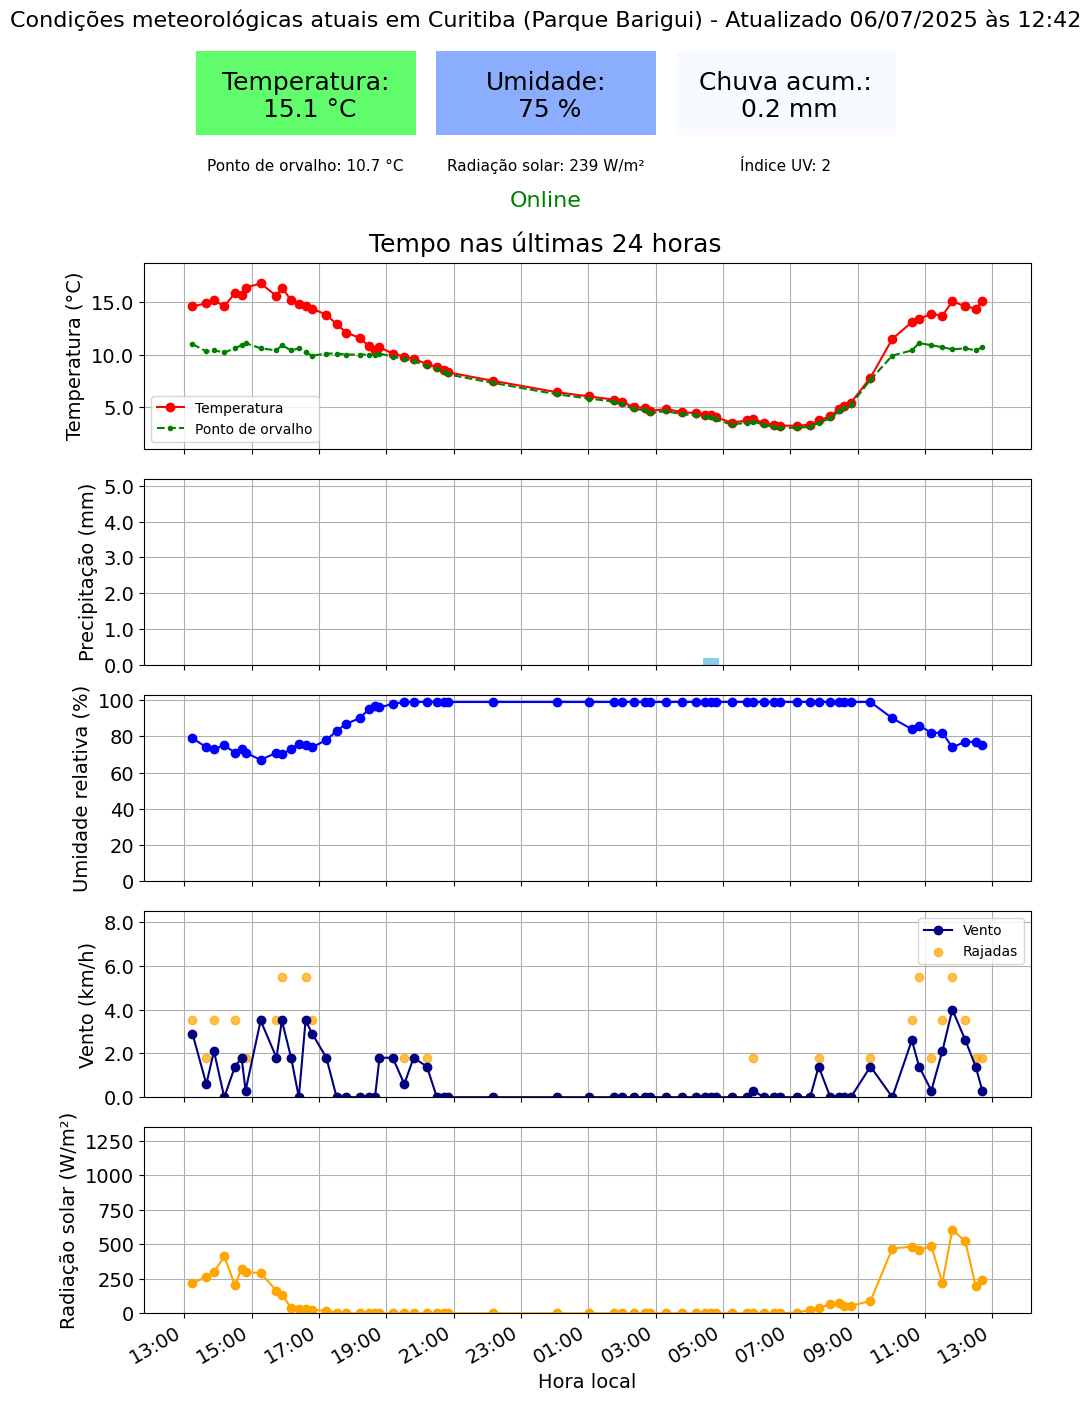 Condições meteorológicas atuais em Curitiba (Parque Barigui) - Atualizado 06/07/2025 às 12:42
Temperatura:
15.1 °C
Umidade:
75 %
Chuva acum.:
0.2 mm
Ponto de orvalho: 10.7 °C
Radiação solar: 239 W/m²
Índice UV: 2
Online
Tempo nas últimas 24 horas
Temperatura (°C)
15.0
10.0
5.0
Temperatura
Ponto de orvalho
Precipitação (mm)
5.0
4.0
3.0
2.0
1.0
0.0
Umidade relativa (%)
100
80
60
40
20
0
Vento (km/h)
8.0
6.0
4.0
2.0
0.0
Vento
Rajadas
Radiação solar (W/m²)
1250
1000
750
500
250
0
13:00
15:00
17:00
19:00
21:00
23:00
01:00
03:00
05:00
07:00
09:00
11:00
13:00
Hora local